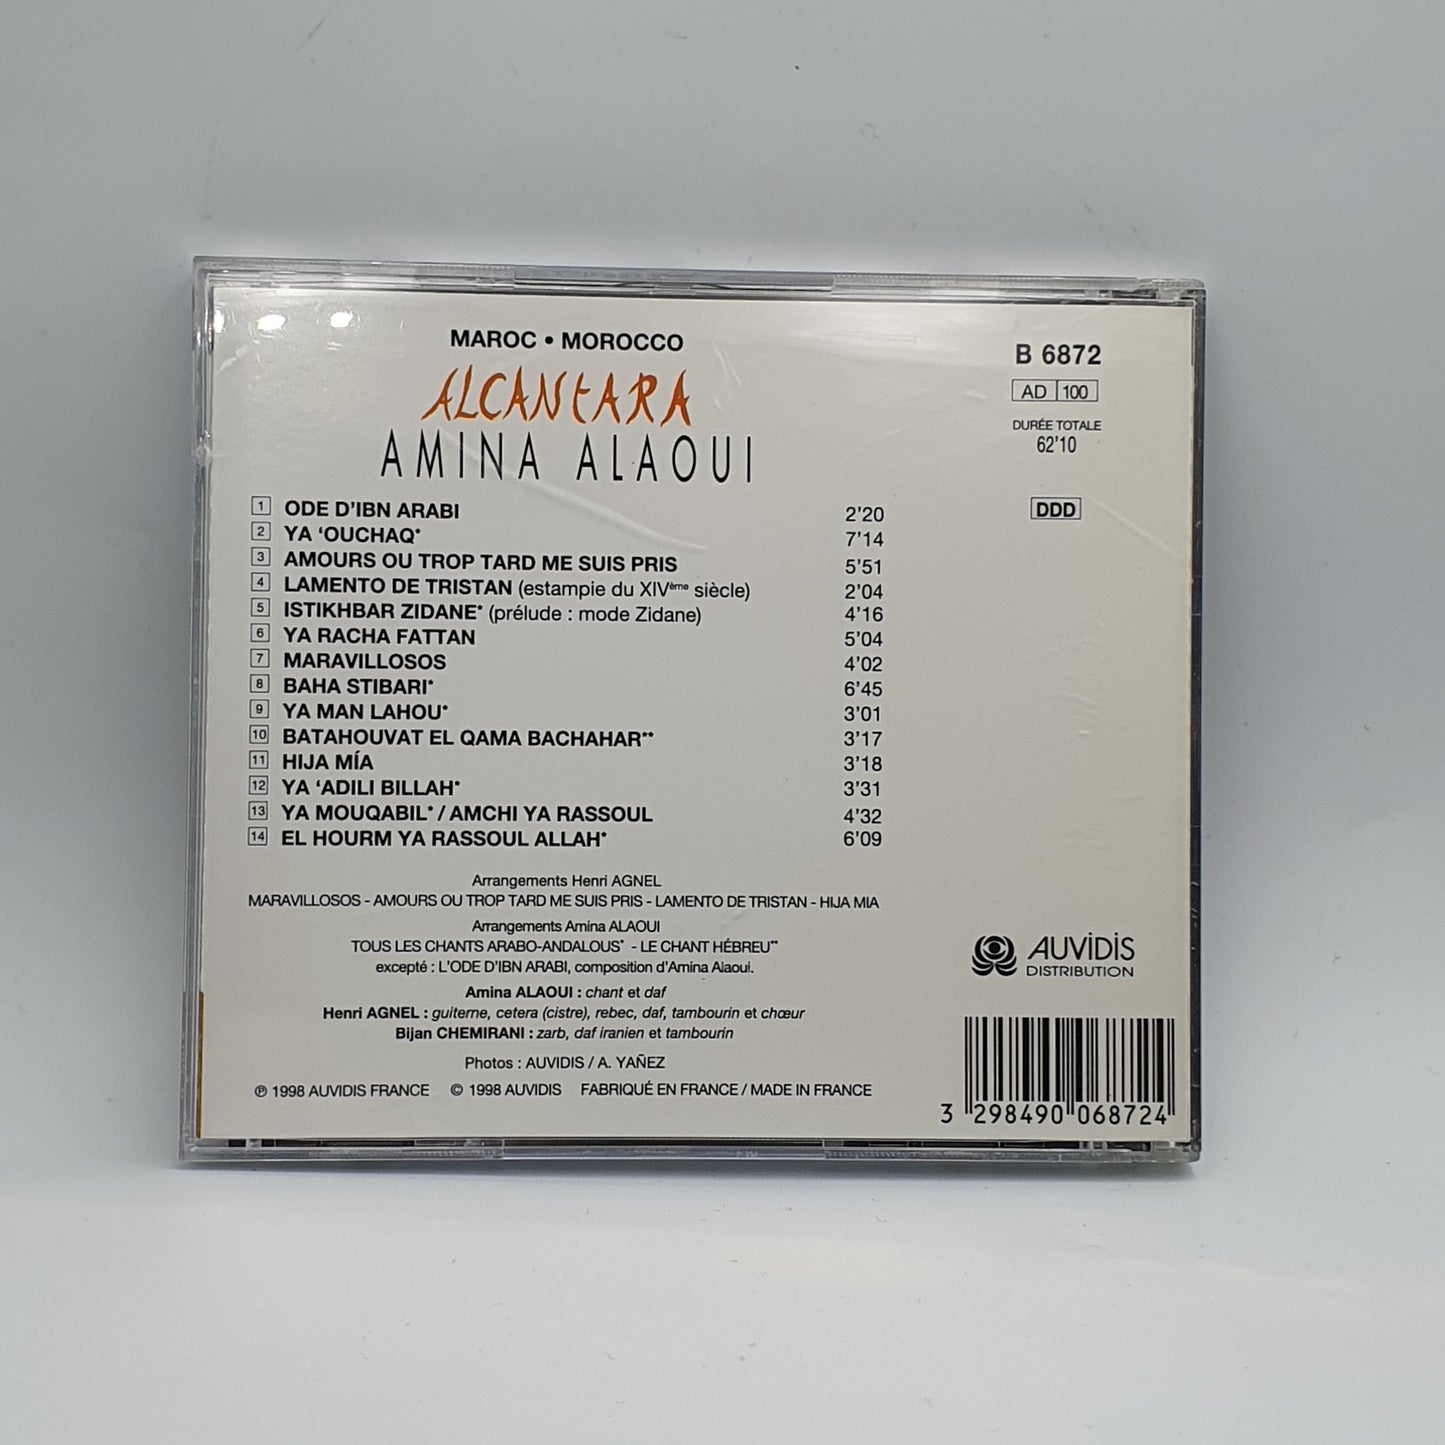 MAROC • MOROCCO
ALCANTARA
AMINA ALAOUI
B 6872
AD 100
DURÉE TOTALE
62'10
DDD
1 ODE D'IBN ARABI 2'20
2 YA ‘OUCHAQ* 7'14
3 AMOURS OU TROP TARD ME SUIS PRIS 5'51
4 LAMENTO DE TRISTAN (estampie du XIVème siècle) 2'04
5 ISTIKHBAR ZIDANE* (prélude : mode Zidane) 4'16
6 YA RACHA FATTAN 5'04
7 MARAVILLOSOS 4'02
8 BAHA STIBARI* 6'45
9 YA MAN LAHOU* 3'01
10 BATAHOUVAT EL QAMA BACHAHAR** 3'17
11 HIJA MÍA 3'18
12 YA ‘ADILI BILLAH* 3'31
13 YA MOUQABIL* / AMCHI YA RASSOUL 4'32
14 EL HOURM YA RASSOUL ALLAH* 6'09
Arrangements Henri AGNEL
MARAVILLOSOS - AMOURS OU TROP TARD ME SUIS PRIS - LAMENTO DE TRISTAN - HIJA MIA
Arrangements Amina ALAOUI
TOUS LES CHANTS ARABO-ANDALOUS* - LE CHANT HÉBREU**
excepté : L'ODE D'IBN ARABI, composition d'Amina Alaoui.
Amina ALAOUI : chant et daf
Henri AGNEL : guiterne, cetera (cistre), rebec, daf, tambourin et chœur
Bijan CHEMIRANI : zarb, daf iranien et tambourin
Photos : AUVIDIS / A. YAÑEZ
℗ 1998 AUVIDIS FRANCE © 1998 AUVIDIS FABRIQUÉ EN FRANCE / MADE IN FRANCE
AUVIDIS
DISTRIBUTION
3 298490 068724